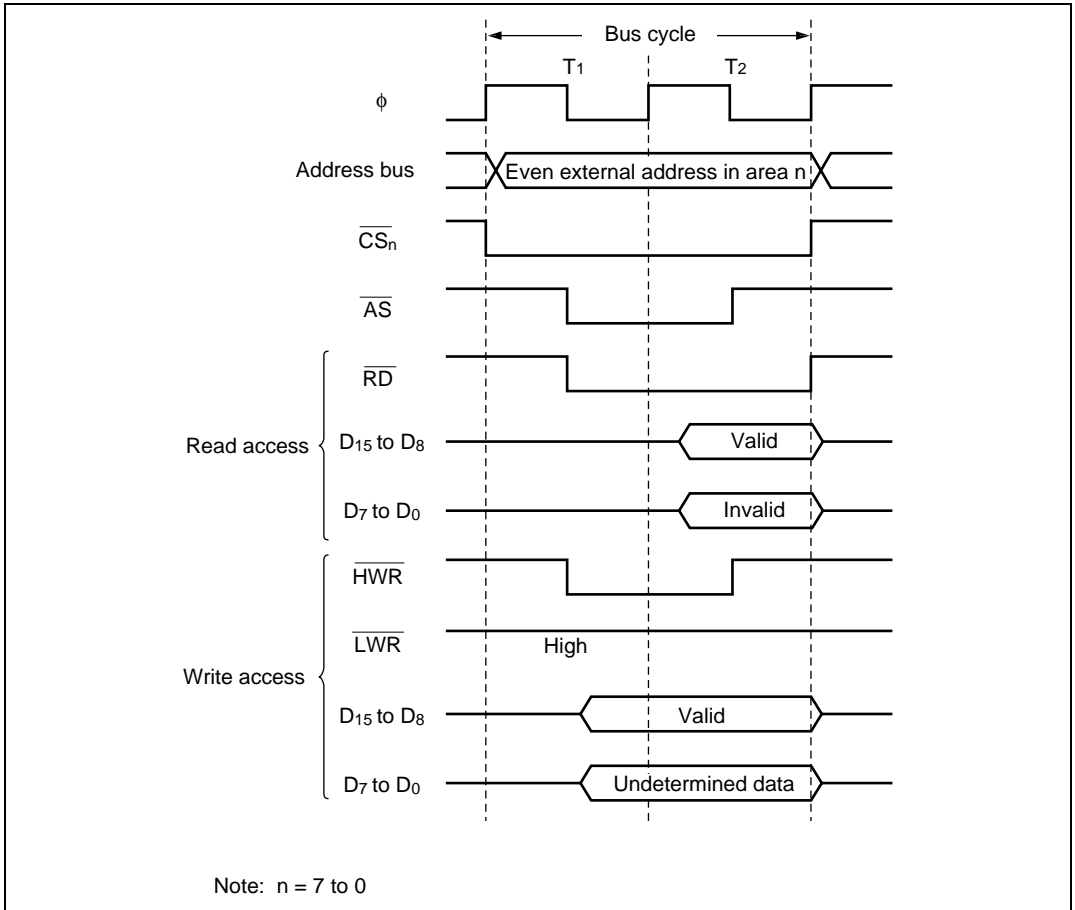 Bus cycle
T1 T2
φ
Address bus Even external address in area n
CSn
AS
Read access
RD
D15 to D8 Valid
D7 to D0 Invalid
Write access
HWR
LWR High
D15 to D8 Valid
D7 to D0 Undetermined data
Note: n = 7 to 0